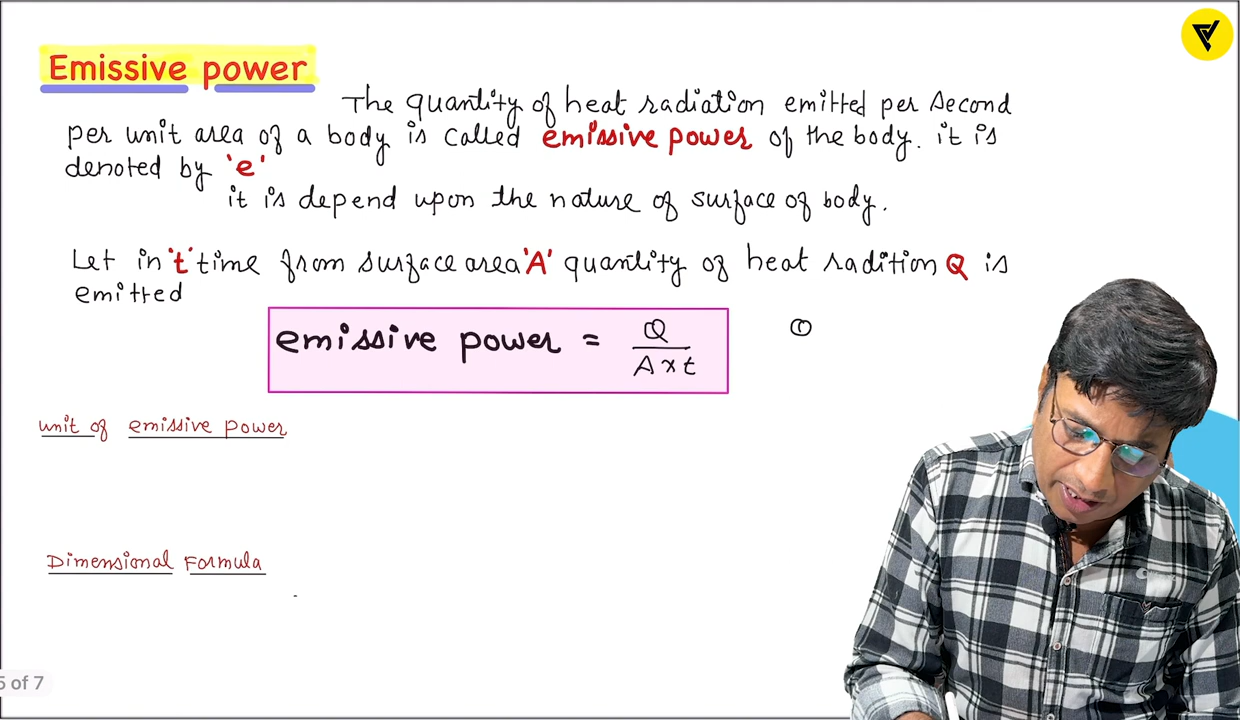 Emissive power
The quantity of heat radiation emitted per second
per unit area of a body is called emissive power of the body. it is
denoted by 'e'
it is depend upon the nature of surface of body.
Let in 't' time from surface area 'A' quantity of heat radition Q is
emitted
emissive power = Q / A × t ①
unit of emissive power
Dimensional Formula
5 of 7